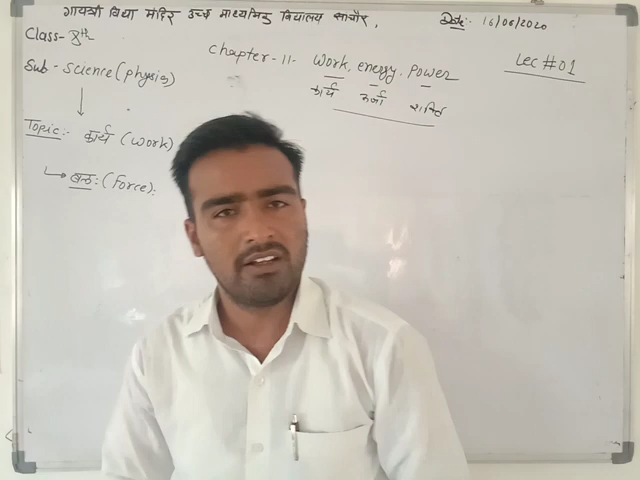 गायत्री विद्या मंदिर उच्च माध्यमिक विद्यालय सांचौर,
Date: 16/06/2020
Class- 8th
Chapter-11- Work, energy, power
Lec #01
Sub- Science (physics)
कार्य ऊर्जा शक्ति
Topic:- कार्य (Work)
बल: (Force):